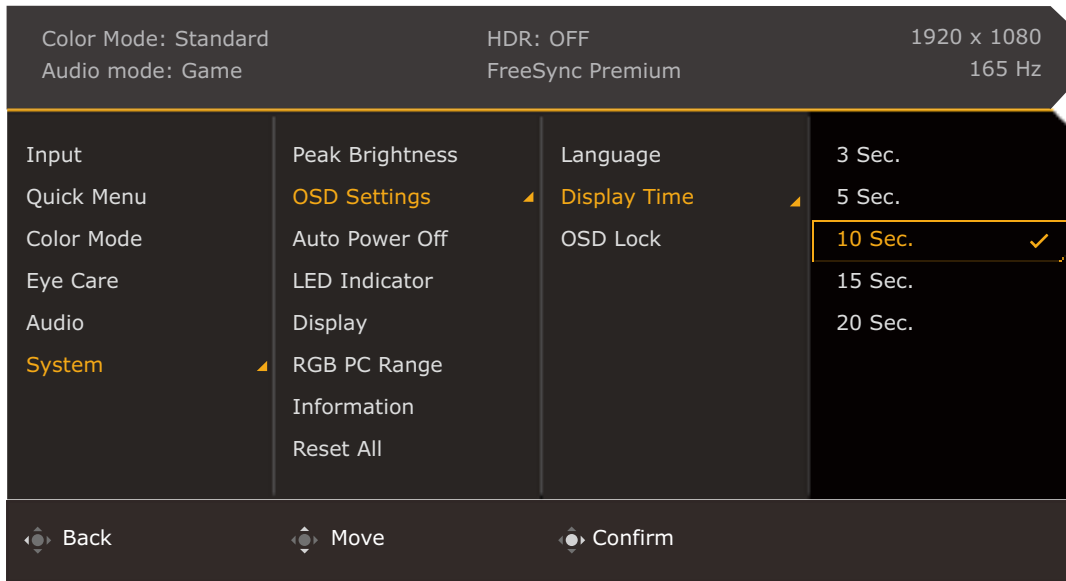 Color Mode: Standard
Audio mode: Game
HDR: OFF
FreeSync Premium
1920 x 1080
165 Hz
Input
Quick Menu
Color Mode
Eye Care
Audio
System
Peak Brightness
OSD Settings
Auto Power Off
LED Indicator
Display
RGB PC Range
Information
Reset All
Language
Display Time
OSD Lock
3 Sec.
5 Sec.
10 Sec.
15 Sec.
20 Sec.
Back
Move
Confirm